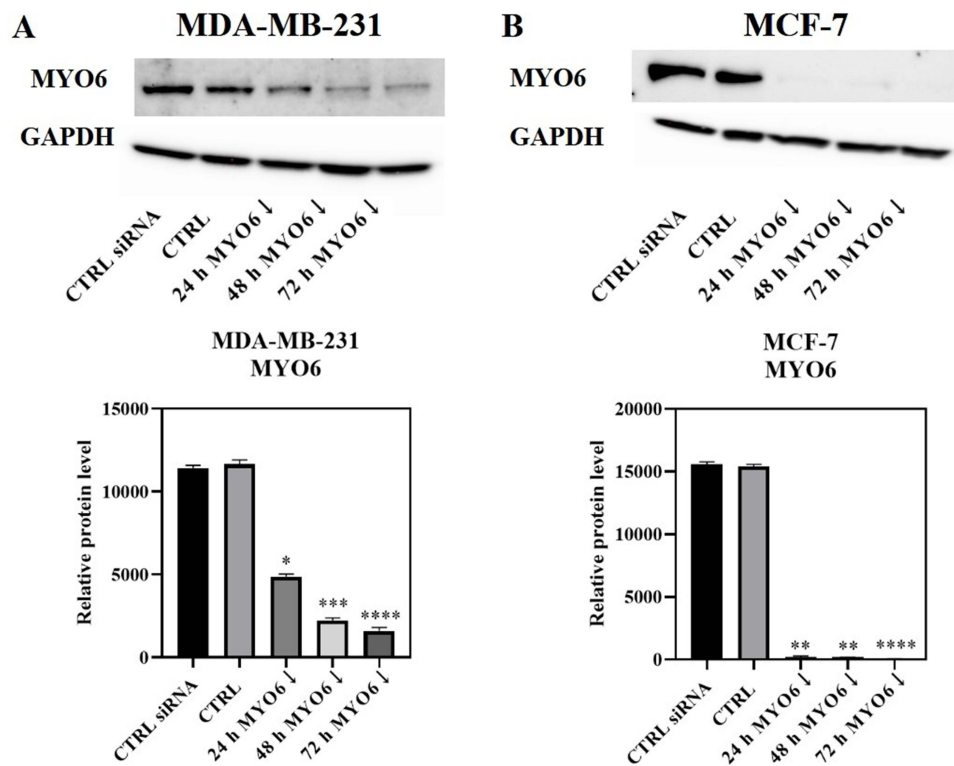 A
MDA-MB-231
MYO6
GAPDH
CTRL siRNA
CTRL
24 h MYO6↓
48 h MYO6↓
72 h MYO6↓
MDA-MB-231
MYO6
Relative protein level
15000
10000
5000
0
*
***
****
CTRL siRNA
CTRL
24 h MYO6↓
48 h MYO6↓
72 h MYO6↓
B
MCF-7
MYO6
GAPDH
CTRL siRNA
CTRL
24 h MYO6↓
48 h MYO6↓
72 h MYO6↓
MCF-7
MYO6
Relative protein level
20000
15000
10000
5000
0
**
**
****
CTRL siRNA
CTRL
24 h MYO6↓
48 h MYO6↓
72 h MYO6↓